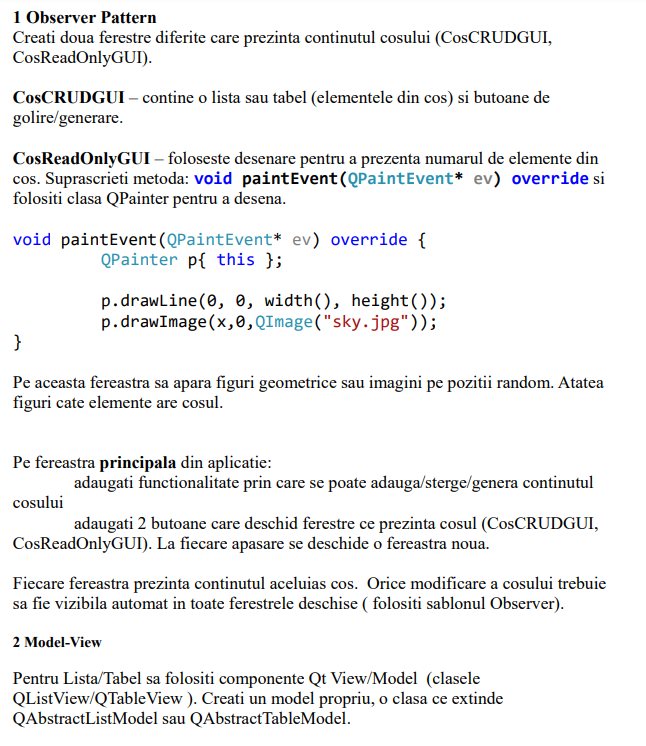 1 Observer Pattern
Creati doua ferestre diferite care prezinta continutul cosului (CosCRUDGUI,
CosReadOnlyGUI).
CosCRUDGUI – contine o lista sau tabel (elementele din cos) si butoane de
golire/generare.
CosReadOnlyGUI – foloseste desenare pentru a prezenta numarul de elemente din
cos. Suprascrieti metoda: void paintEvent(QPaintEvent* ev) override si
folositi clasa QPainter pentru a desena.
void paintEvent(QPaintEvent* ev) override {
QPainter p{ this };
p.drawLine(0, 0, width(), height());
p.drawImage(x,0,QImage("sky.jpg"));
}
Pe aceasta fereastra sa apara figuri geometrice sau imagini pe pozitii random. Atatea
figuri cate elemente are cosul.
Pe fereastra principala din aplicatie:
adaugati functionalitate prin care se poate adauga/sterge/genera continutul
cosului
adaugati 2 butoane care deschid ferestre ce prezinta cosul (CosCRUDGUI,
CosReadOnlyGUI). La fiecare apasare se deschide o fereastra noua.
Fiecare fereastra prezinta continutul aceluias cos.  Orice modificare a cosului trebuie
sa fie vizibila automat in toate ferestrele deschise ( folositi sablonul Observer).
2 Model-View
Pentru Lista/Tabel sa folositi componente Qt View/Model  (clasele
QListView/QTableView ). Creati un model propriu, o clasa ce extinde
QAbstractListModel sau QAbstractTableModel.